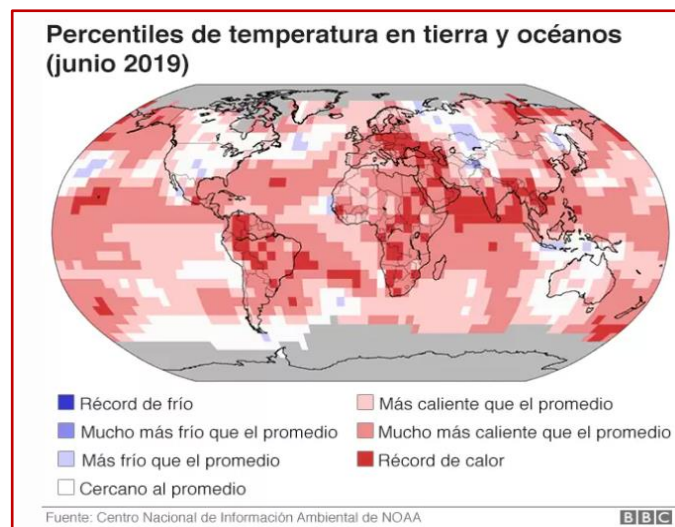 Percentiles de temperatura en tierra y océanos
(junio 2019)
Récord de frío
Mucho más frío que el promedio
Más frío que el promedio
Cercano al promedio
Más caliente que el promedio
Mucho más caliente que el promedio
Récord de calor
Fuente: Centro Nacional de Información Ambiental de NOAA
BBC